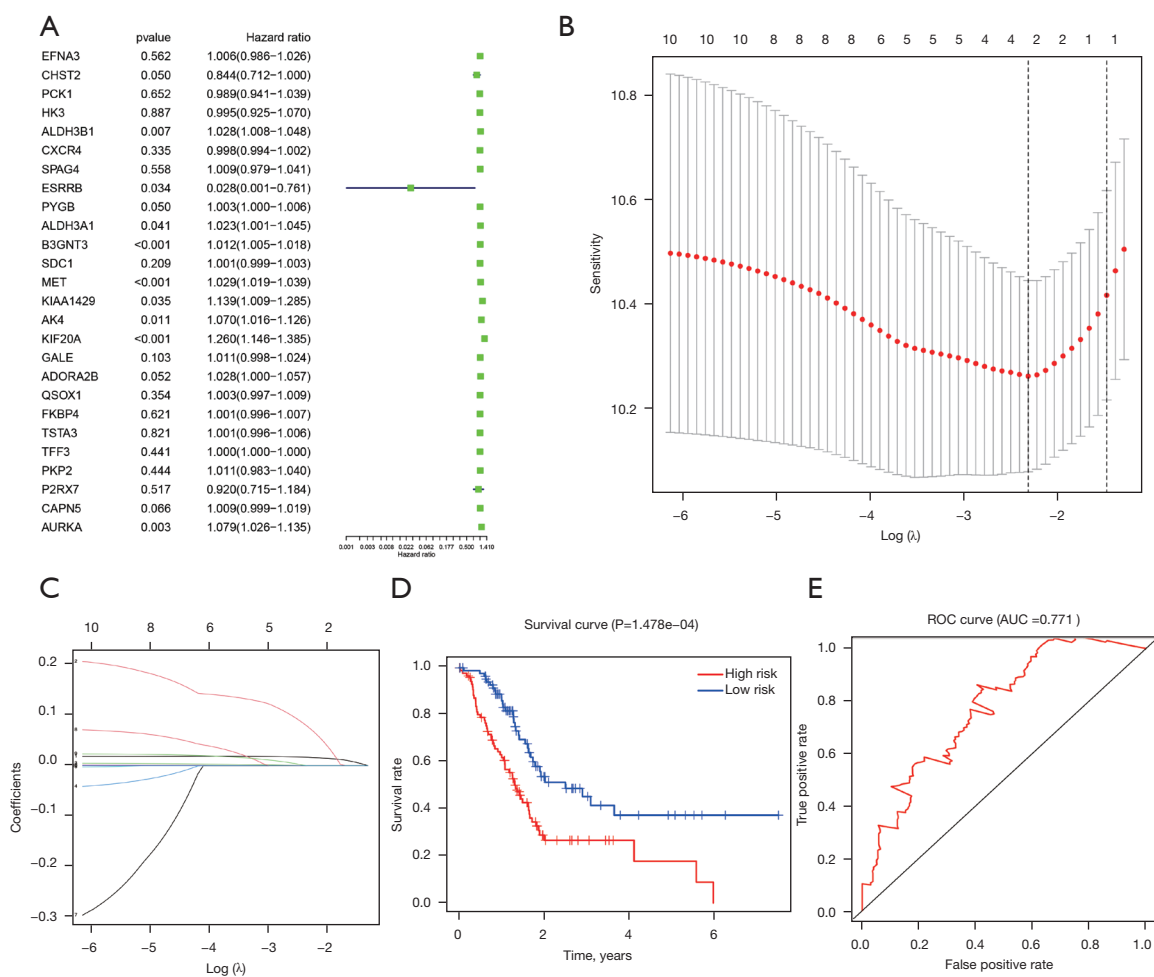 A
pvalue Hazard ratio
EFNA3 0.562 1.006(0.986−1.026)
CHST2 0.050 0.844(0.712−1.000)
PCK1 0.652 0.989(0.941−1.039)
HK3 0.887 0.995(0.925−1.070)
ALDH3B1 0.007 1.028(1.008−1.048)
CXCR4 0.335 0.998(0.994−1.002)
SPAG4 0.558 1.009(0.979−1.041)
ESRRB 0.034 0.028(0.001−0.761)
PYGB 0.050 1.003(1.000−1.006)
ALDH3A1 0.041 1.023(1.001−1.045)
B3GNT3 <0.001 1.012(1.005−1.018)
SDC1 0.209 1.001(0.999−1.003)
MET <0.001 1.029(1.019−1.039)
KIAA1429 0.035 1.139(1.009−1.285)
AK4 0.011 1.070(1.016−1.126)
KIF20A <0.001 1.260(1.146−1.385)
GALE 0.103 1.011(0.998−1.024)
ADORA2B 0.052 1.028(1.000−1.057)
QSOX1 0.354 1.003(0.997−1.009)
FKBP4 0.621 1.001(0.996−1.007)
TSTA3 0.821 1.001(0.996−1.006)
TFF3 0.441 1.000(1.000−1.000)
PKP2 0.444 1.011(0.983−1.040)
P2RX7 0.517 0.920(0.715−1.184)
CAPN5 0.066 1.009(0.999−1.019)
AURKA 0.003 1.079(1.026−1.135)
0.001 0.003 0.008 0.022 0.062 0.177 0.500 1.410
Hazard ratio
B
10 10 10 8 8 8 6 5 5 5 4 4 2 2 1 1
10.8
10.6
10.4
10.2
Sensitivity
−6 −5 −4 −3 −2
Log (λ)
C
10 8 6 5 2
0.2
0.1
0.0
−0.1
−0.2
−0.3
Coefficients
7
−6 −5 −4 −3 −2
Log (λ)
D
Survival curve (P=1.478e−04)
High risk
Low risk
1.0
0.8
0.6
0.4
0.2
0.0
Survival rate
0 2 4 6
Time, years
E
ROC curve (AUC =0.771 )
1.0
0.8
0.6
0.4
0.2
0.0
True positive rate
0.0 0.2 0.4 0.6 0.8 1.0
False positive rate